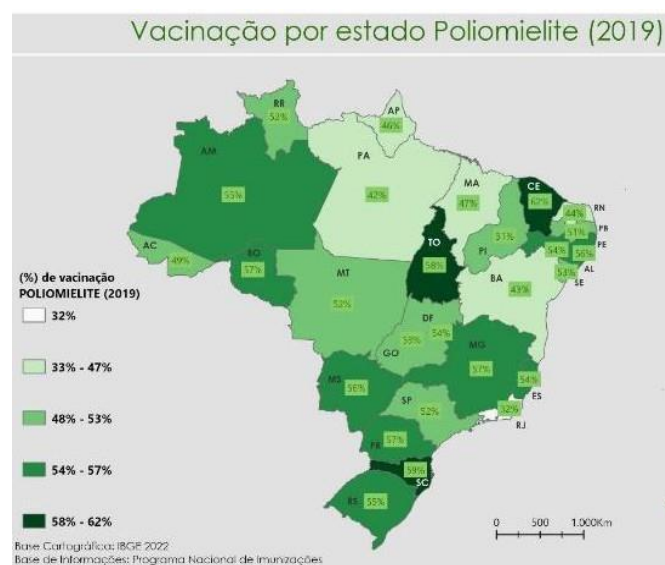 Vacinação por estado Poliomielite (2019)
RR
53%
AP
46%
AM
55%
PA
42%
MA
47%
CE
62%
RN
44%
PB
51%
PE
54%
56%
AL
53%
SE
PI
51%
TO
58%
AC
49%
RO
57%
MT
52%
BA
43%
DF
54%
GO
53%
MG
57%
ES
54%
MS
56%
SP
52%
RJ
32%
PR
57%
SC
59%
RS
55%
(%) de vacinação
POLIOMIELITE (2019)
32%
33% - 47%
48% - 53%
54% - 57%
58% - 62%
0 500 1.000Km
Base Cartográfica: IBGE 2022
Base de Informações: Programa Nacional de Imunizações